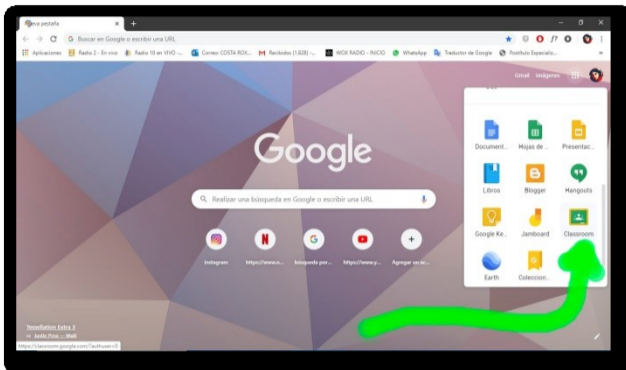 Nueva pestaña
Buscar en Google o escribir una URL
Aplicaciones Radio 2 - En vivo Radio 10 en VIVO -... Correo: COSTA ROX... Recibidos (1.828) -... WOX RADIO - INICIO WhatsApp Traductor de Google Postítulo Especializ...
Gmail Imágenes
Document... Hojas de ... Presentac...
Google
Libros Blogger Hangouts
Realizar una búsqueda en Google o escribir una URL
Google Ke... Jamboard Classroom
Instagram https://www.n... búsqueda por... https://www.y... Agregar un ac...
Earth Coleccion...
Tessellation Extra 3
Justin Prno — Walt
https://classroom.google.com/?authuser=0